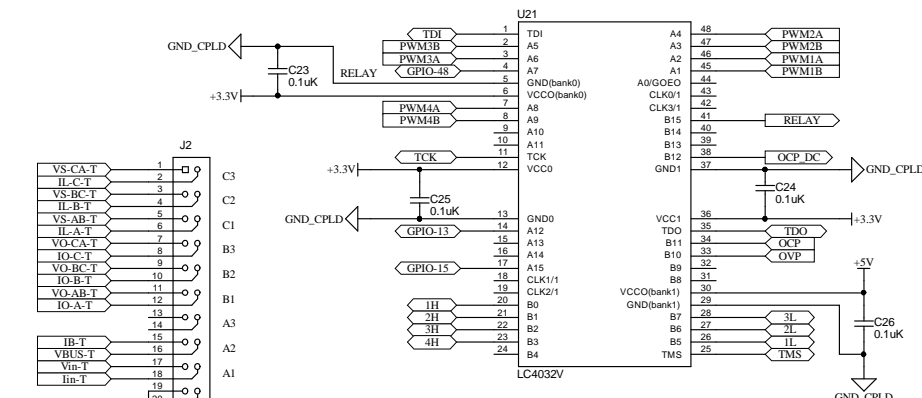 U21
TDI 1 TDI A4 48 PWM2A
PWM3B 2 A5 A3 47 PWM2B
PWM3A 3 A6 A2 46 PWM1A
GPIO-48 4 A7 A1 45 PWM1B
GND_CPLD RELAY 5 GND(bank0) A0/GOEO 44
+3.3V 6 VCCO(bank0) CLK0/1 43
C23
0.1uK
PWM4A 7 A8 CLK3/1 42
PWM4B 8 A9 B15 41 RELAY
9 A10 B14 40
10 A11 B13 39
TCK 11 TCK B12 38 OCP_DC
+3.3V 12 VCC0 GND1 37 GND_CPLD
C25
0.1uK
C24
0.1uK
GND_CPLD 13 GND0 VCC1 36 +3.3V
GPIO-13 14 A12 TDO 35 TDO
15 A13 B11 34 OCP
16 A14 B10 33 OVP
GPIO-15 17 A15 B9 32
18 CLK1/1 B8 31
19 CLK2/1 VCCO(bank1) 30 +5V
1H 20 B0 GND(bank1) 29
2H 21 B1 B7 28 3L
3H 22 B2 B6 27 2L
4H 23 B3 B5 26 1L
24 B4 TMS 25 TMS
C26
0.1uK
GND_CPLD
LC4032V
J2
VS-CA-T 1
IL-C-T 2 C3
VS-BC-T 3
IL-B-T 4 C2
VS-AB-T 5
IL-A-T 6 C1
VO-CA-T 7
IO-C-T 8 B3
VO-BC-T 9
IO-B-T 10 B2
VO-AB-T 11
IO-A-T 12 B1
13
14 A3
IB-T 15
VBUS-T 16 A2
Vin-T 17
Iin-T 18 A1
19
20